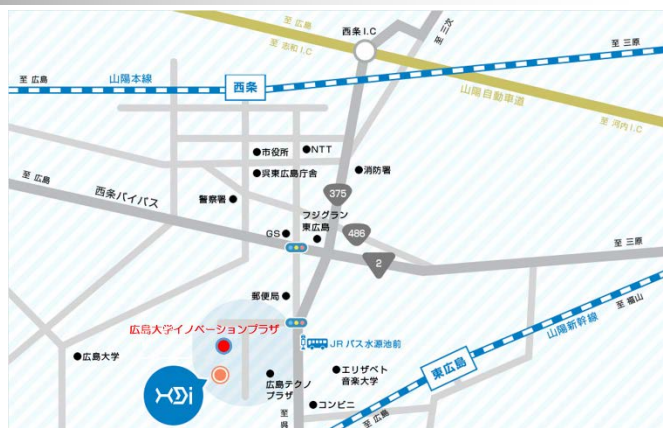 至 広島
至 志和 I.C
西条 I.C
至 三次
至 三原
至 広島
山陽本線
西条
山陽自動車道
至 河内 I.C
市役所
NTT
呉東広島庁舎
消防署
至 広島
西条バイパス
警察署
375
フジグラン
東広島
486
GS
2
至 三原
郵便局
至 福山
山陽新幹線
広島大学イノベーションプラザ
JR バス水源池前
広島大学
東広島
エリザベト
音楽大学
広島テクノ
プラザ
コンビニ
至 広島
至 呉